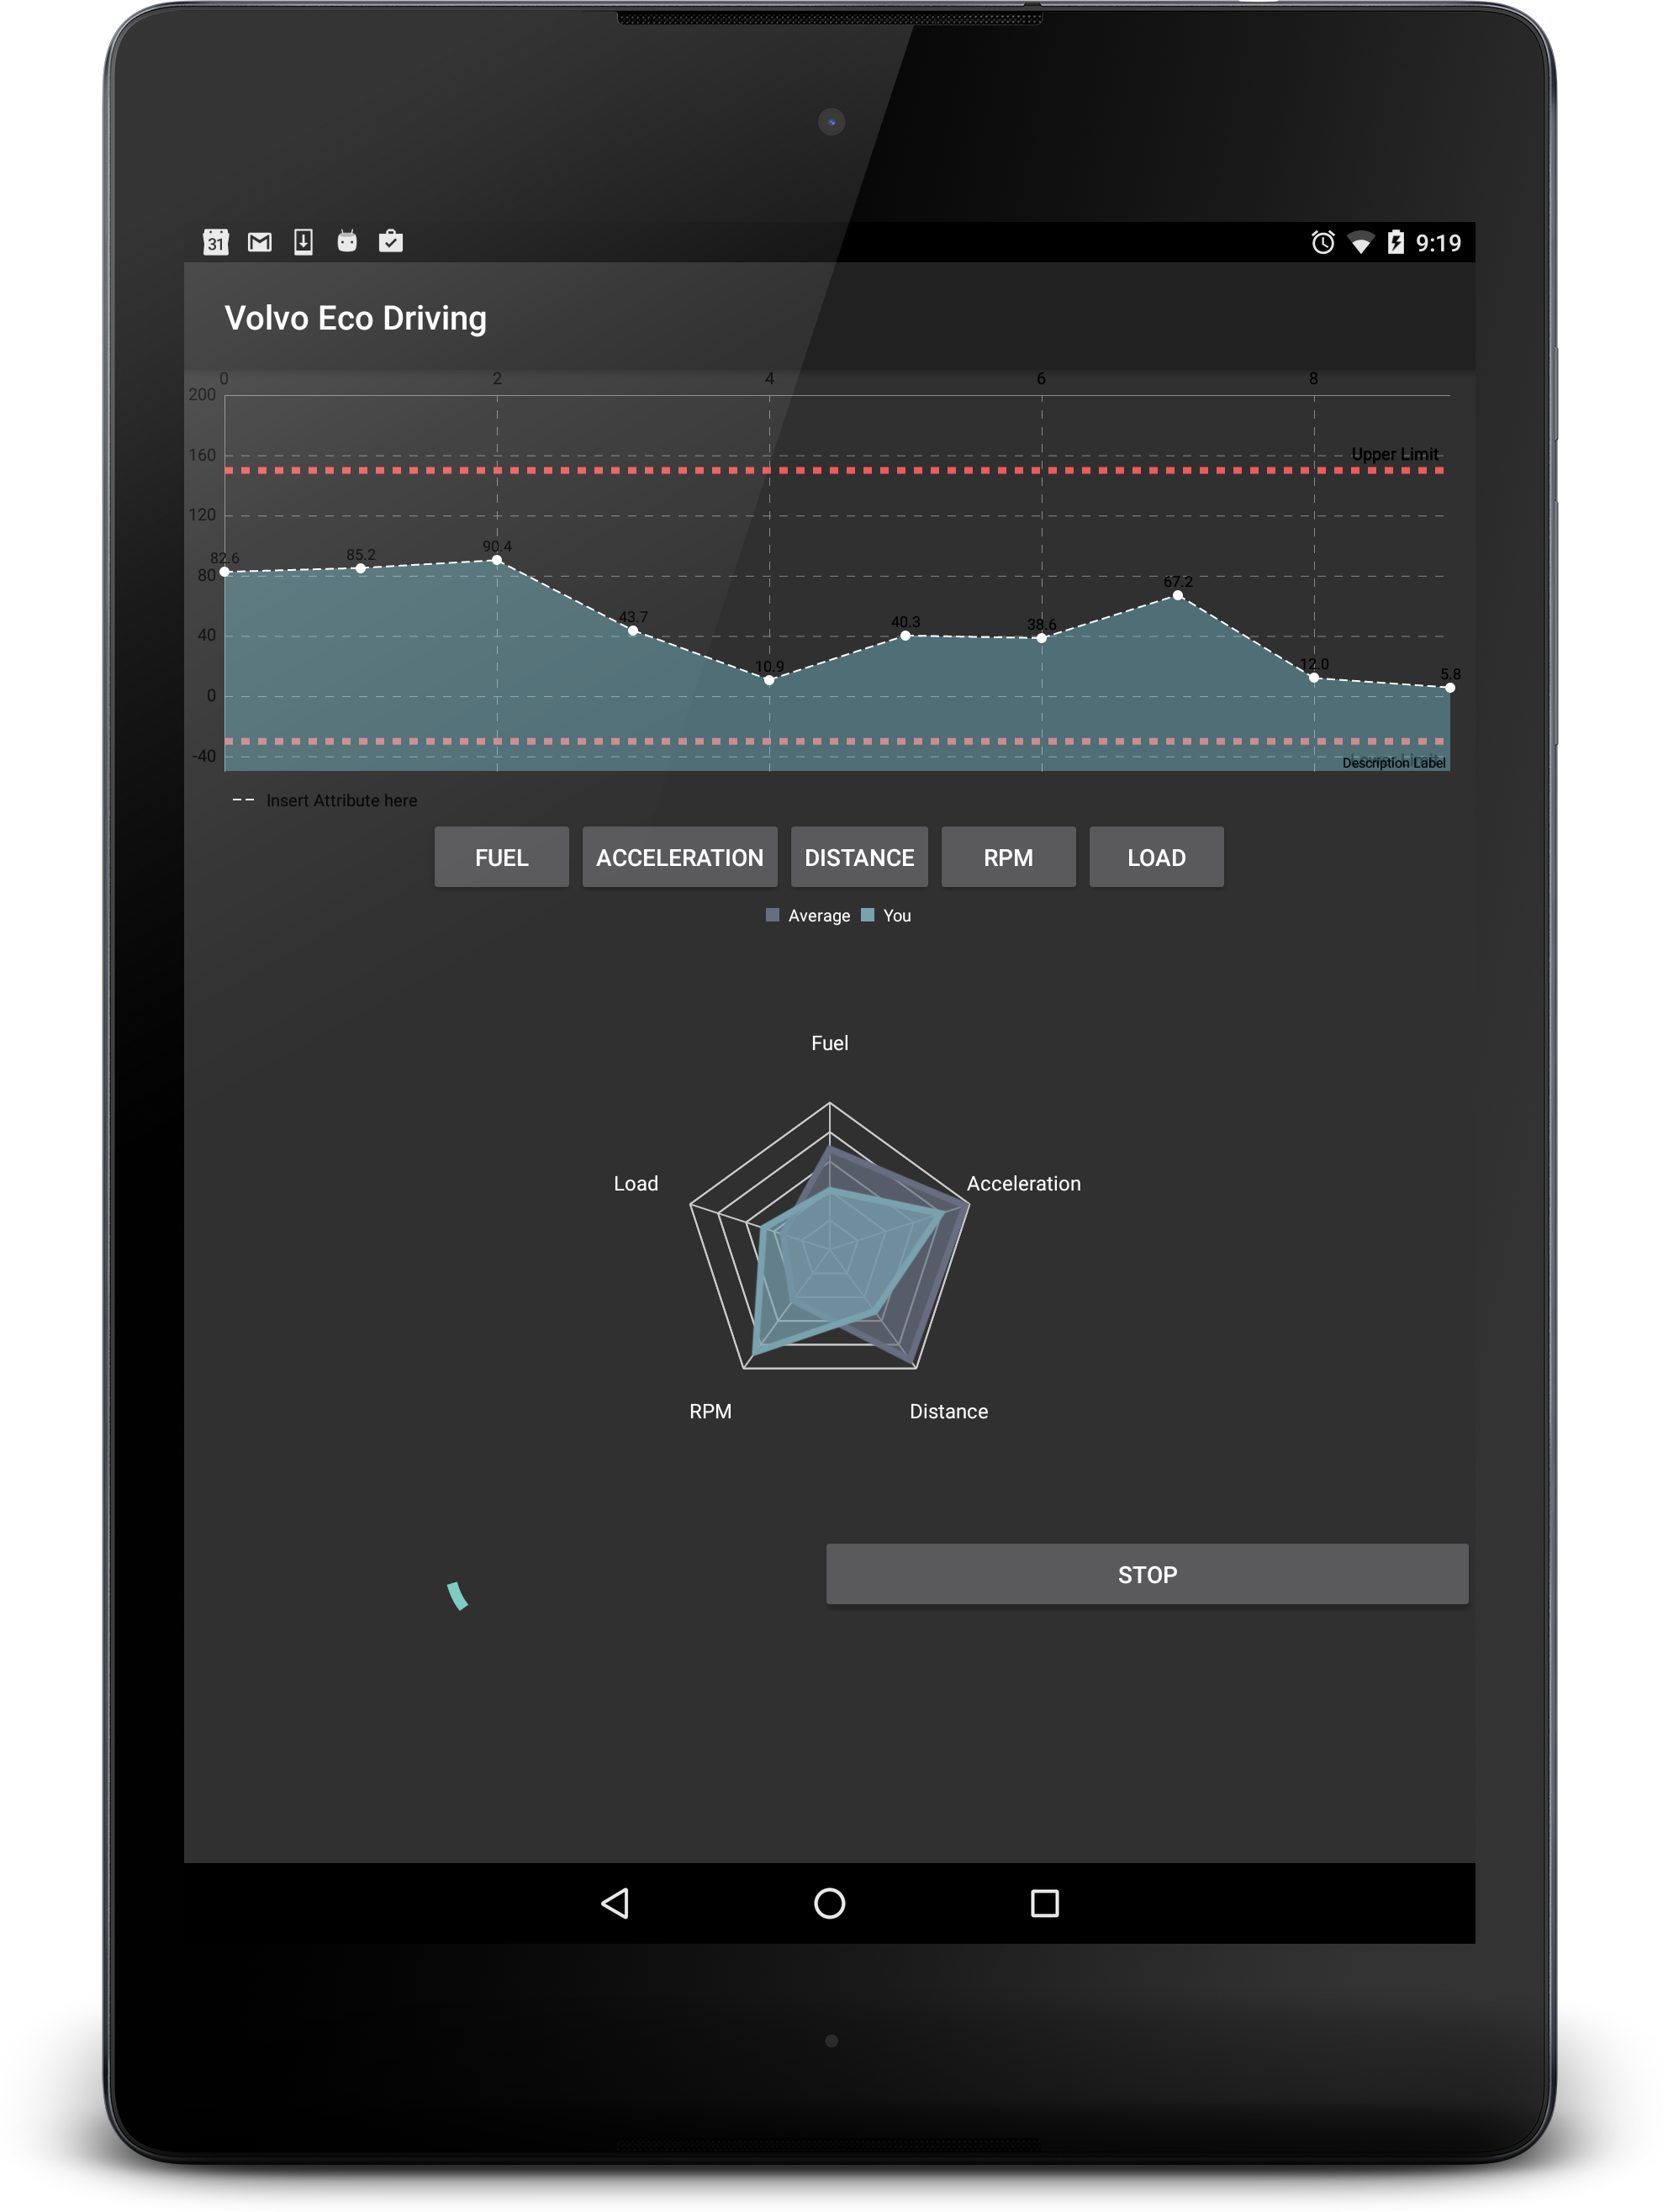 31 9:19
Volvo Eco Driving
0 2 4 6 8
200
160 Upper Limit
120
90.4
82.6 85.2
80 67.2
43.7 40.3 38.6
40
10.9 12.0 5.8
0
-40
Description Label
Insert Attribute here
FUEL ACCELERATION DISTANCE RPM LOAD
Average You
Fuel
Load Acceleration
RPM Distance
STOP